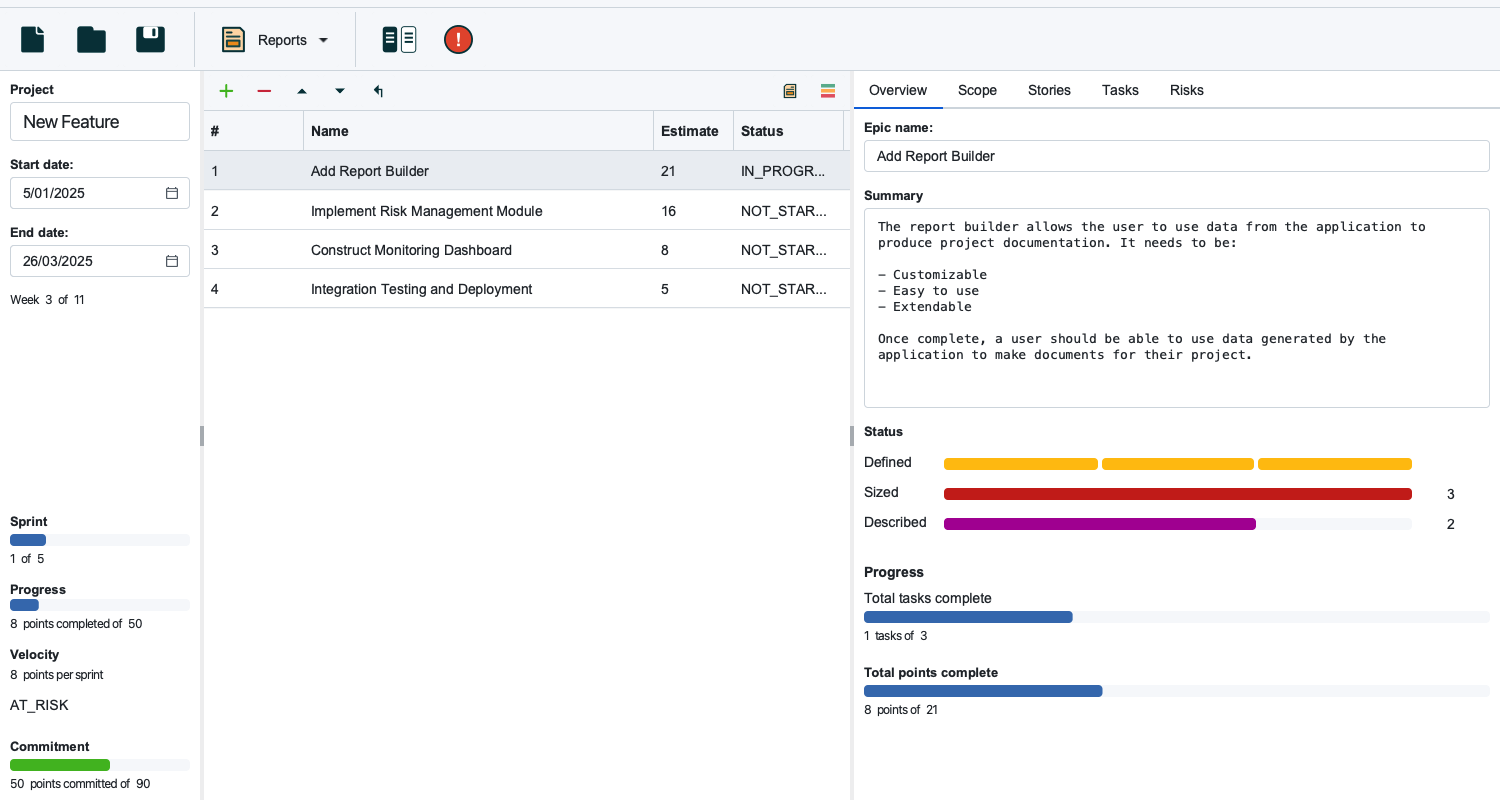 Reports
Project
New Feature
Start date:
5/01/2025
End date:
26/03/2025
Week 3 of 11
Sprint
1 of 5
Progress
8 points completed of 50
Velocity
8 points per sprint
AT_RISK
Commitment
50 points committed of 90
# Name Estimate Status
1 Add Report Builder 21 IN_PROGR...
2 Implement Risk Management Module 16 NOT_STAR...
3 Construct Monitoring Dashboard 8 NOT_STAR...
4 Integration Testing and Deployment 5 NOT_STAR...
Overview Scope Stories Tasks Risks
Epic name:
Add Report Builder
Summary
The report builder allows the user to use data from the application to
produce project documentation. It needs to be:
- Customizable
- Easy to use
- Extendable
Once complete, a user should be able to use data generated by the
application to make documents for their project.
Status
Defined
Sized 3
Described 2
Progress
Total tasks complete
1 tasks of 3
Total points complete
8 points of 21